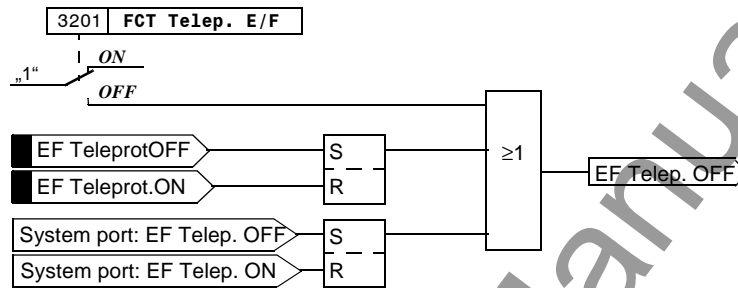 3201 FCT Telep. E/F
ON
„1“
OFF
EF TeleprotOFF
S
≥1
EF Telep. OFF
EF Teleprot.ON
R
System port: EF Telep. OFF
S
System port: EF Telep. ON
R